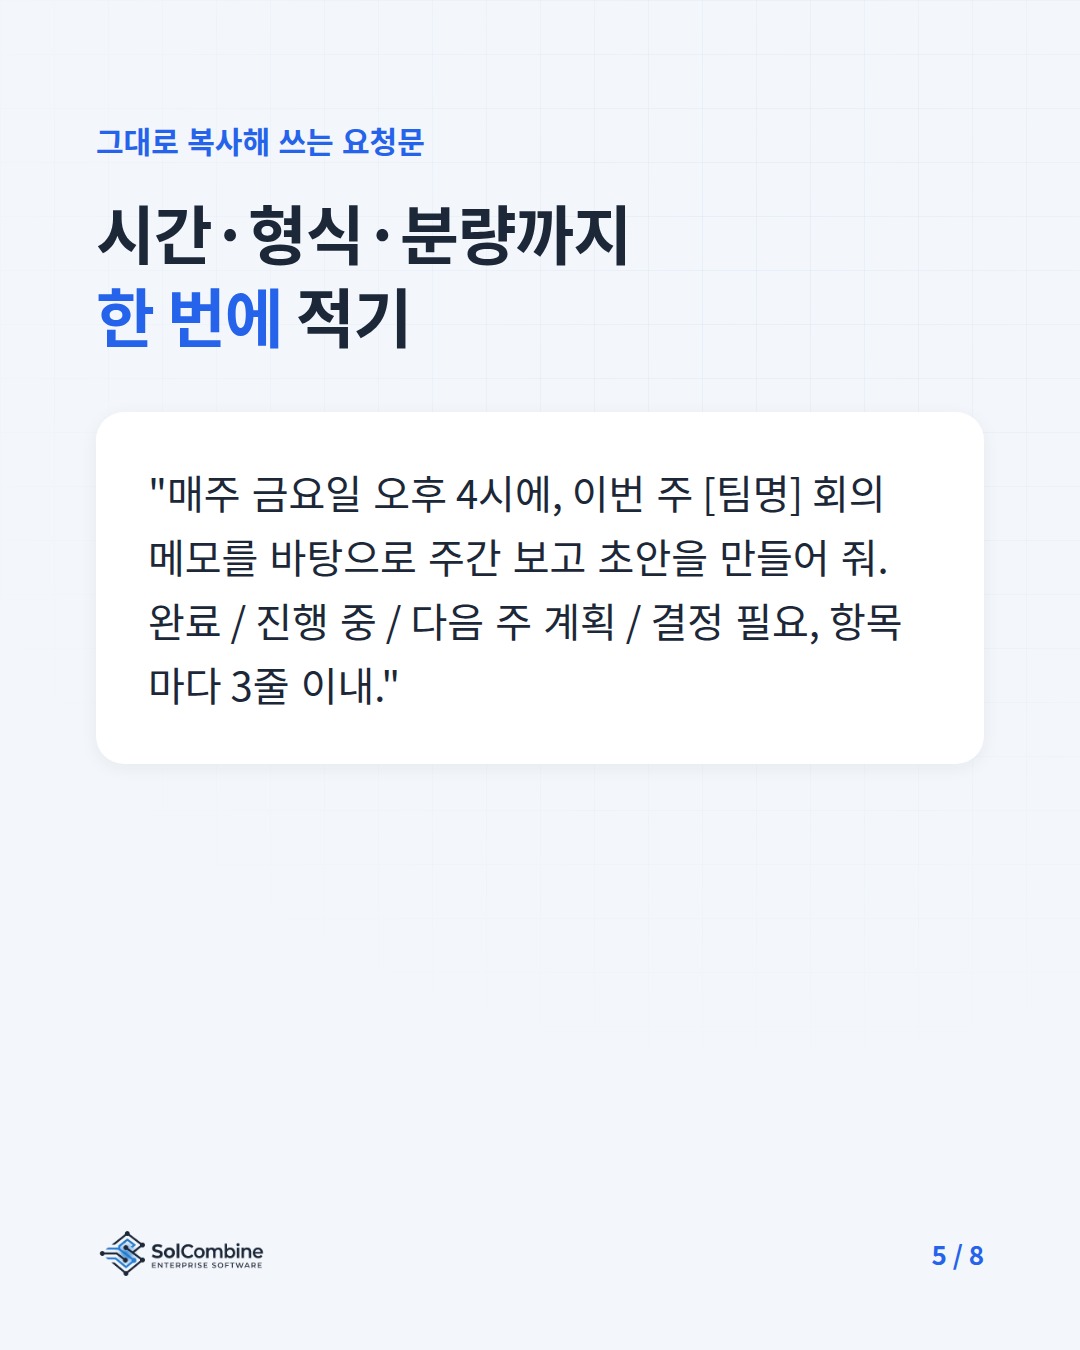 그대로 복사해 쓰는 요청문
시간·형식·분량까지
한 번에 적기
"매주 금요일 오후 4시에, 이번 주 [팀명] 회의
메모를 바탕으로 주간 보고 초안을 만들어 줘.
완료 / 진행 중 / 다음 주 계획 / 결정 필요, 항목
마다 3줄 이내."
SolCombine
ENTERPRISE SOFTWARE
5 / 8